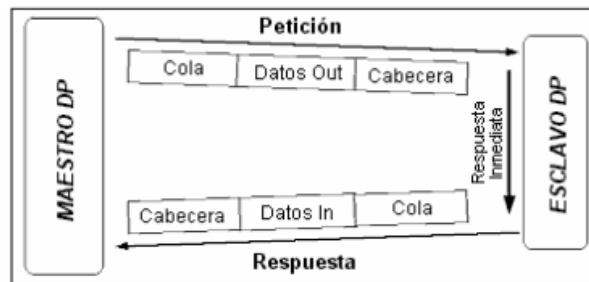 Petición
Cola Datos Out Cabecera
MAESTRO DP
Respuesta
Inmediata
ESCLAVO DP
Cabecera Datos In Cola
Respuesta